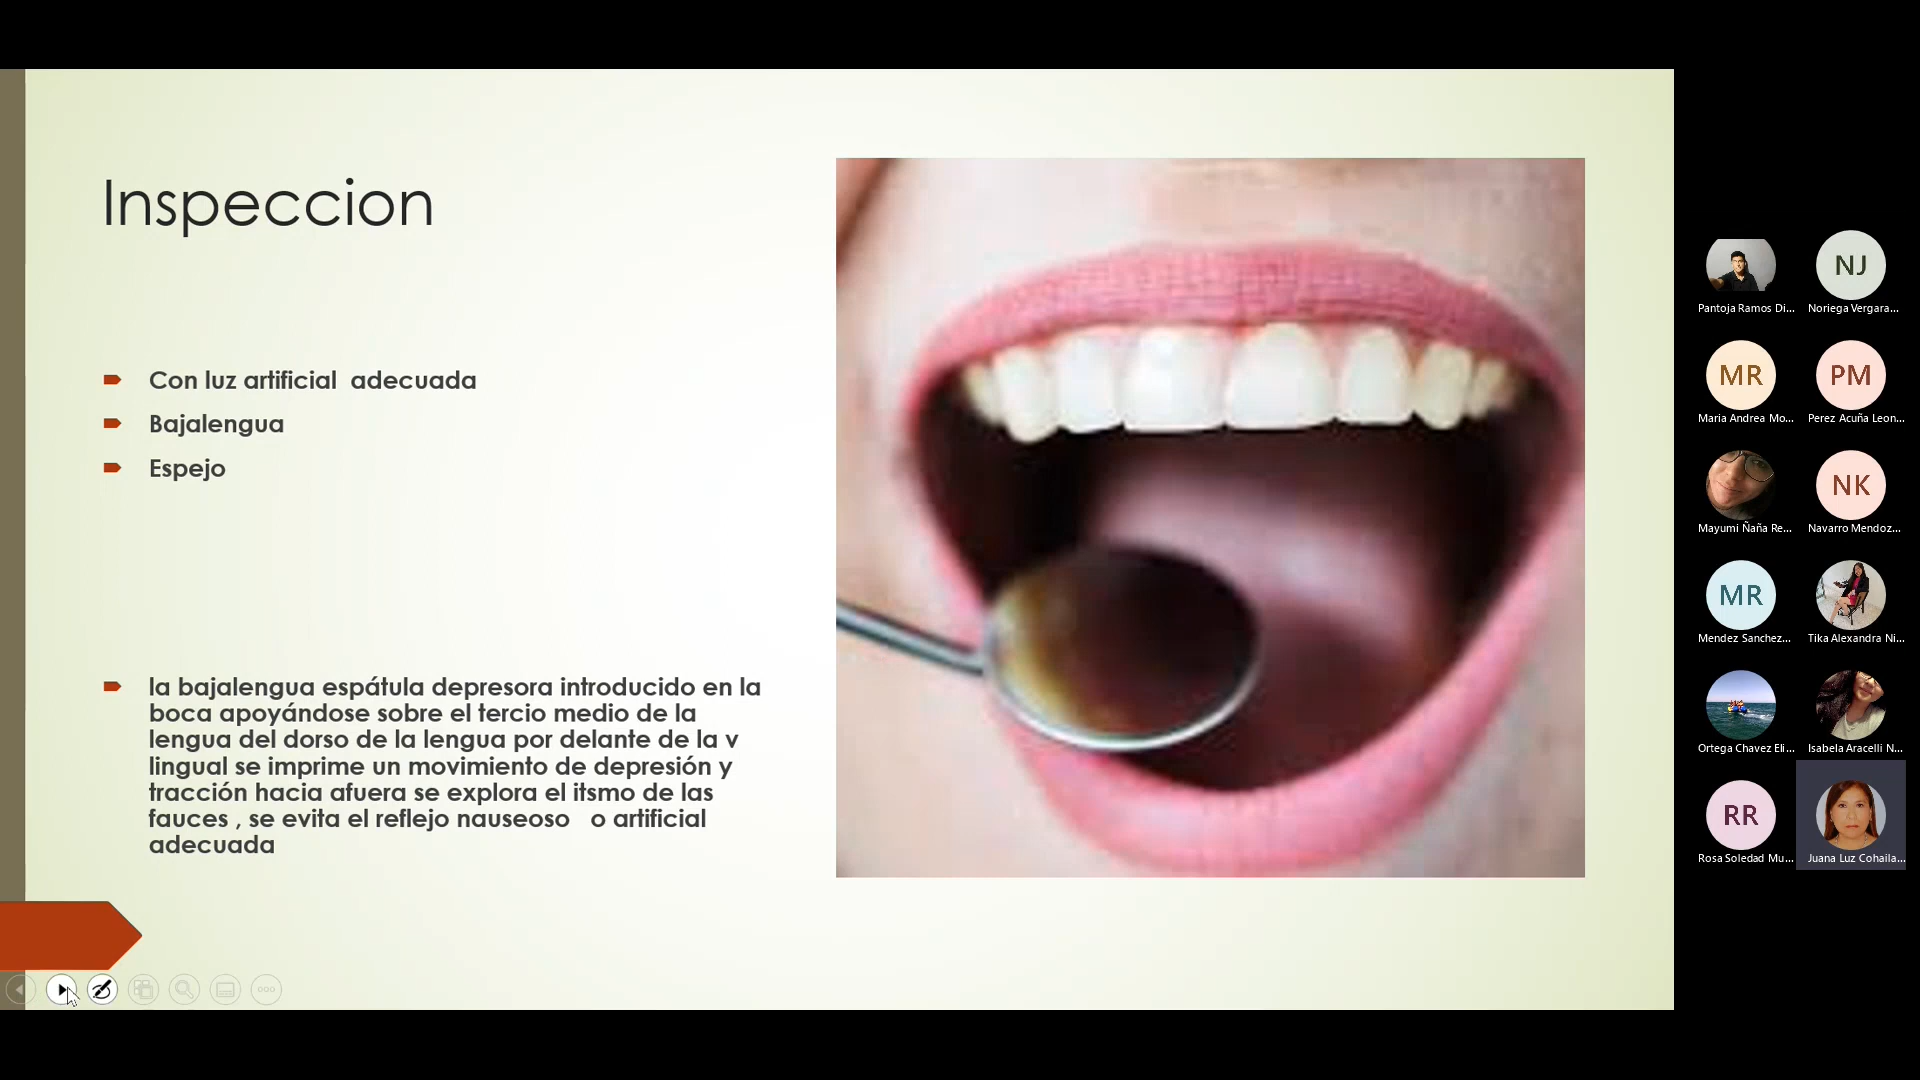 Inspeccion
Con luz artificial adecuada
Bajalengua
Espejo
la bajalengua espátula depresora introducido en la
boca apoyándose sobre el tercio medio de la
lengua del dorso de la lengua por delante de la v
lingual se imprime un movimiento de depresión y
tracción hacia afuera se explora el itsmo de las
fauces , se evita el reflejo nauseoso o artificial
adecuada
Pantoja Ramos Di...
NJ
Noriega Vergara...
MR
Maria Andrea Mo...
PM
Perez Acuña Leon...
Mayumi Ñaña Re...
NK
Navarro Mendoz...
MR
Mendez Sanchez...
Tika Alexandra Ni...
Ortega Chavez Eli...
Isabela Aracelli N...
RR
Rosa Soledad Mu...
Juana Luz Cohaila...